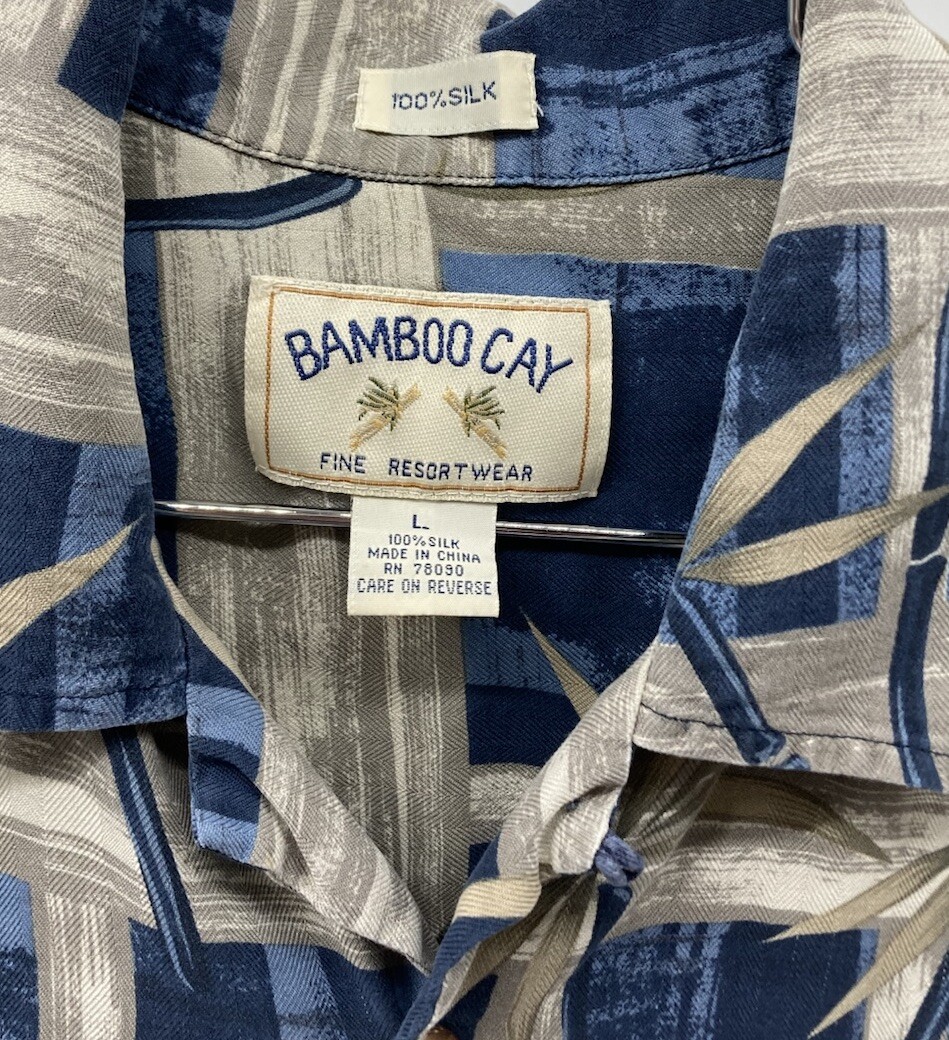 100%SILK
BAMBOO CAY
FINE RESORTWEAR
L
100%SILK
MADE IN CHINA
RN 78090
CARE ON REVERSE